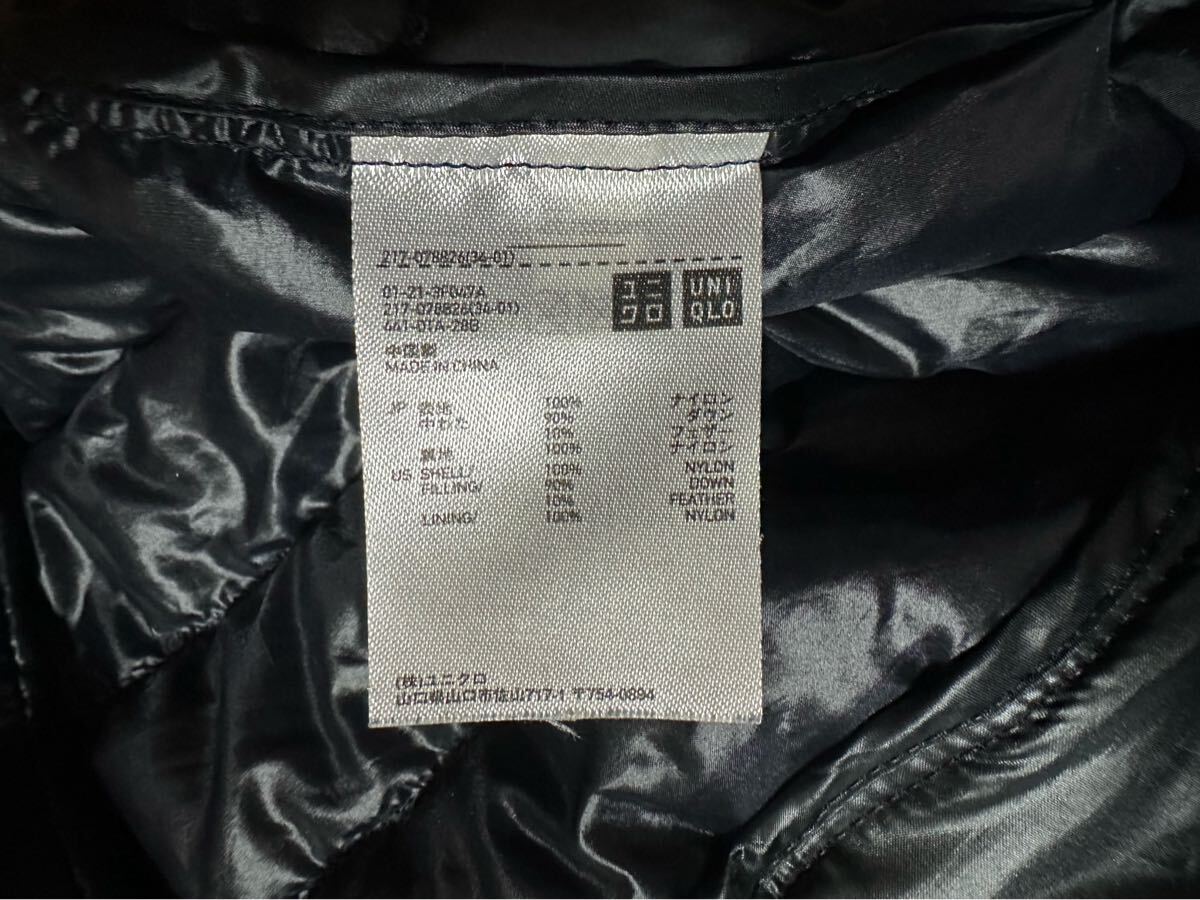 217-078826(34-01)
01-21-3F047A
217-078826(34-01)
441-D1A-28B
ユニ
クロ
UNI
QLO
中国製
MADE IN CHINA
JP 表地 100% ナイロン
中わた 90% ダウン
10% フェザー
裏地 100% ナイロン
US SHELL/ 100% NYLON
FILLING/ 90% DOWN
10% FEATHER
LINING/ 100% NYLON
(株)ユニクロ
山口県山口市佐山717-1 〒754-0894